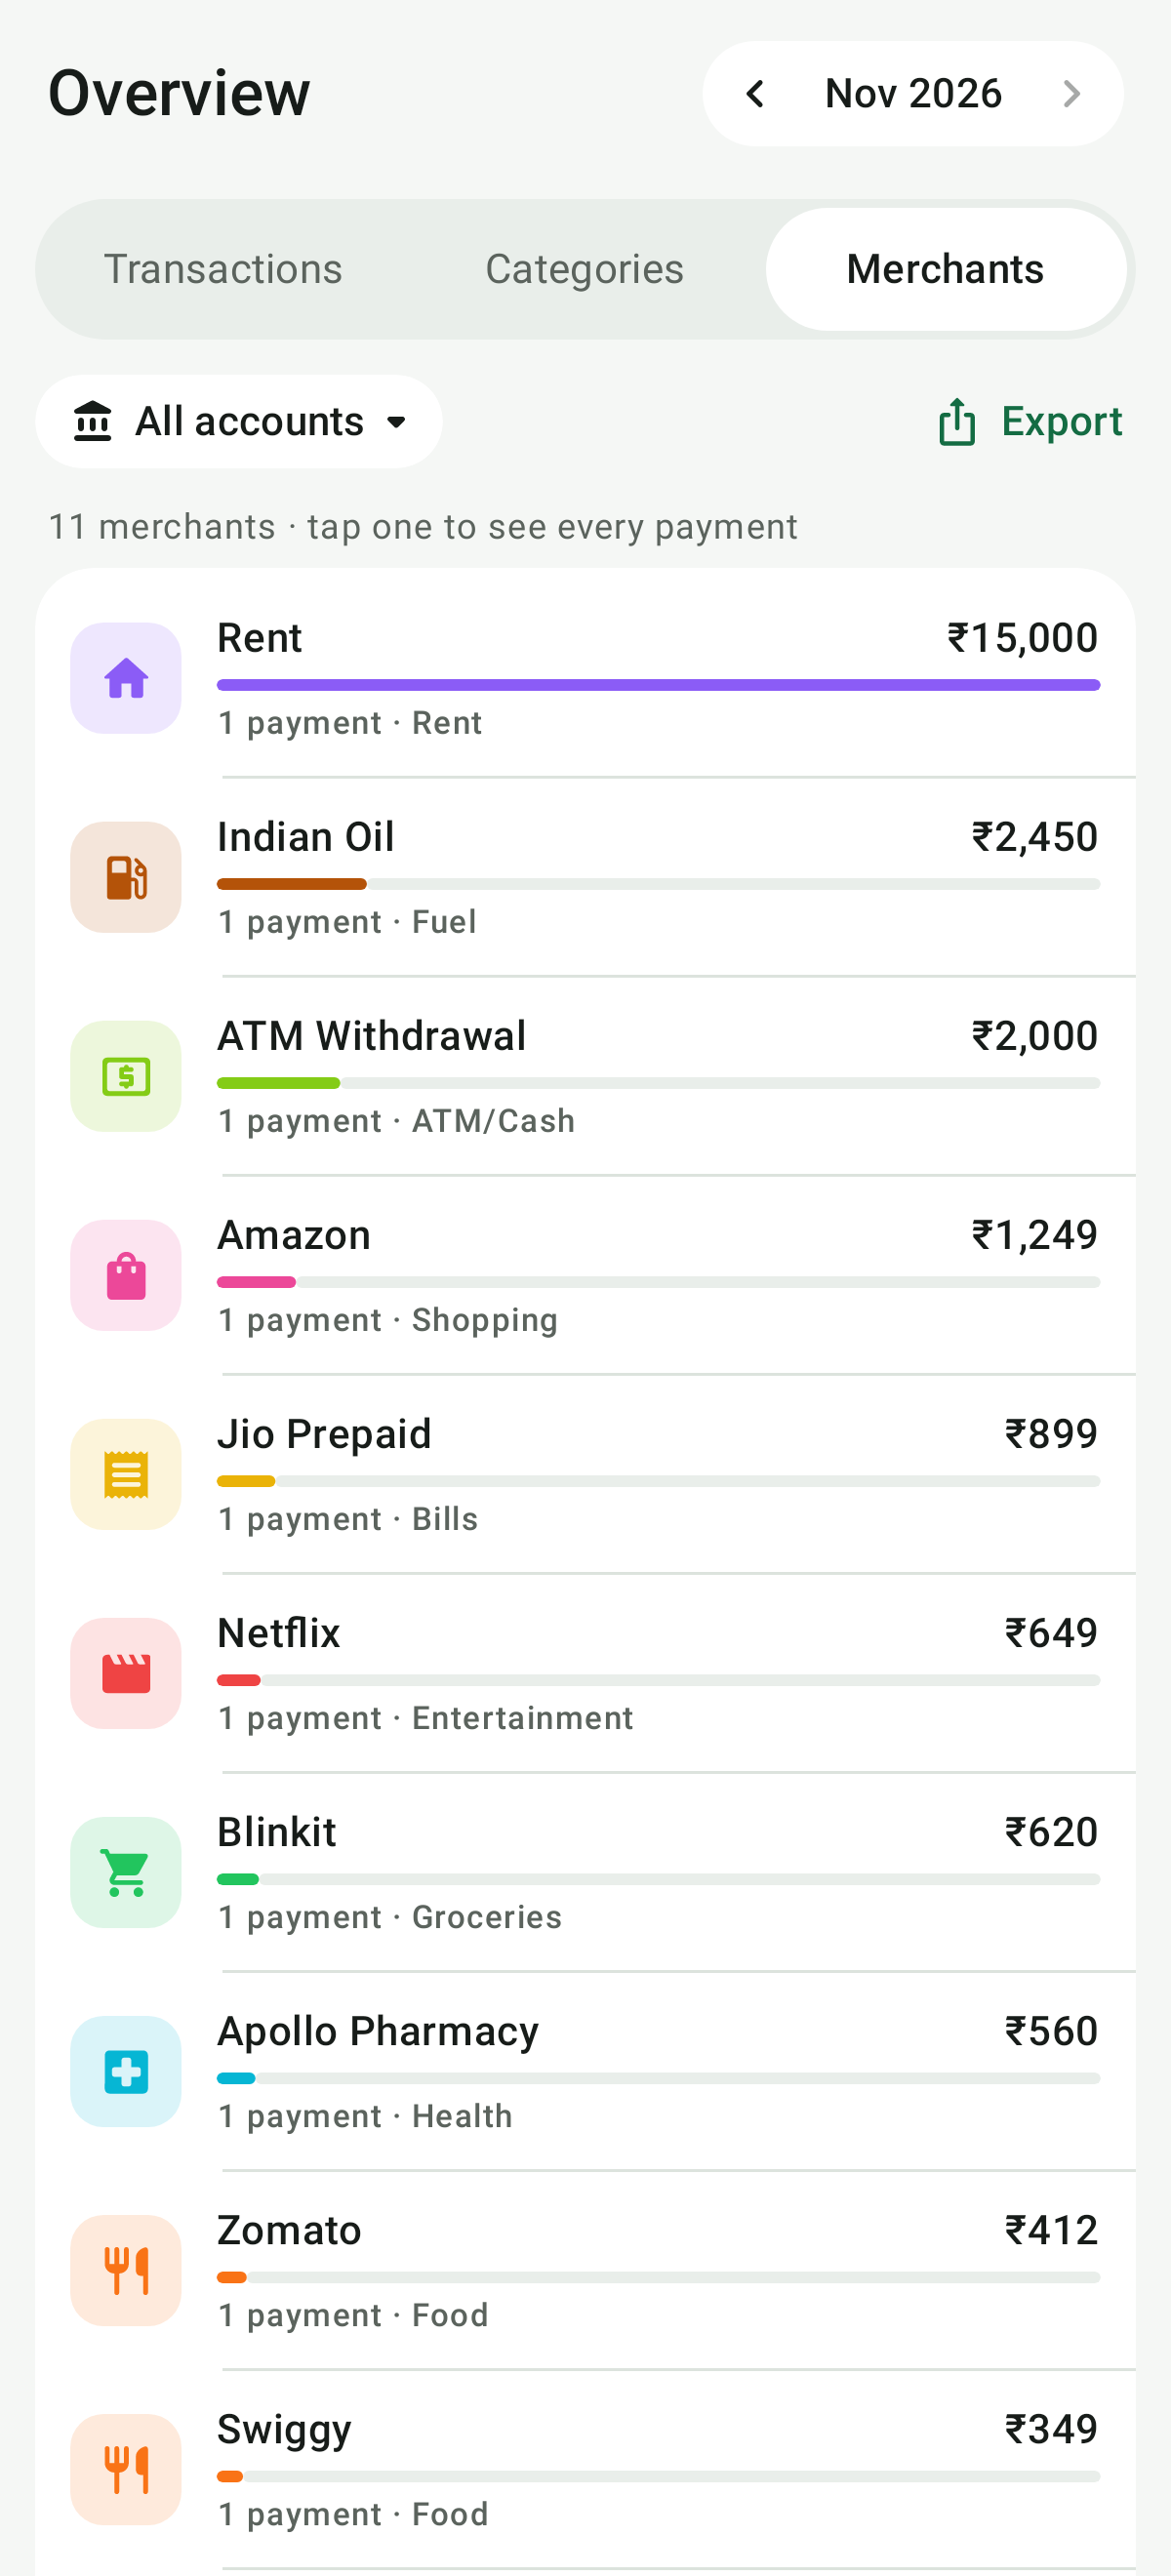 Overview
Nov 2026
Transactions Categories Merchants
All accounts Export
11 merchants · tap one to see every payment
Rent ₹15,000
1 payment · Rent
Indian Oil ₹2,450
1 payment · Fuel
ATM Withdrawal ₹2,000
1 payment · ATM/Cash
Amazon ₹1,249
1 payment · Shopping
Jio Prepaid ₹899
1 payment · Bills
Netflix ₹649
1 payment · Entertainment
Blinkit ₹620
1 payment · Groceries
Apollo Pharmacy ₹560
1 payment · Health
Zomato ₹412
1 payment · Food
Swiggy ₹349
1 payment · Food